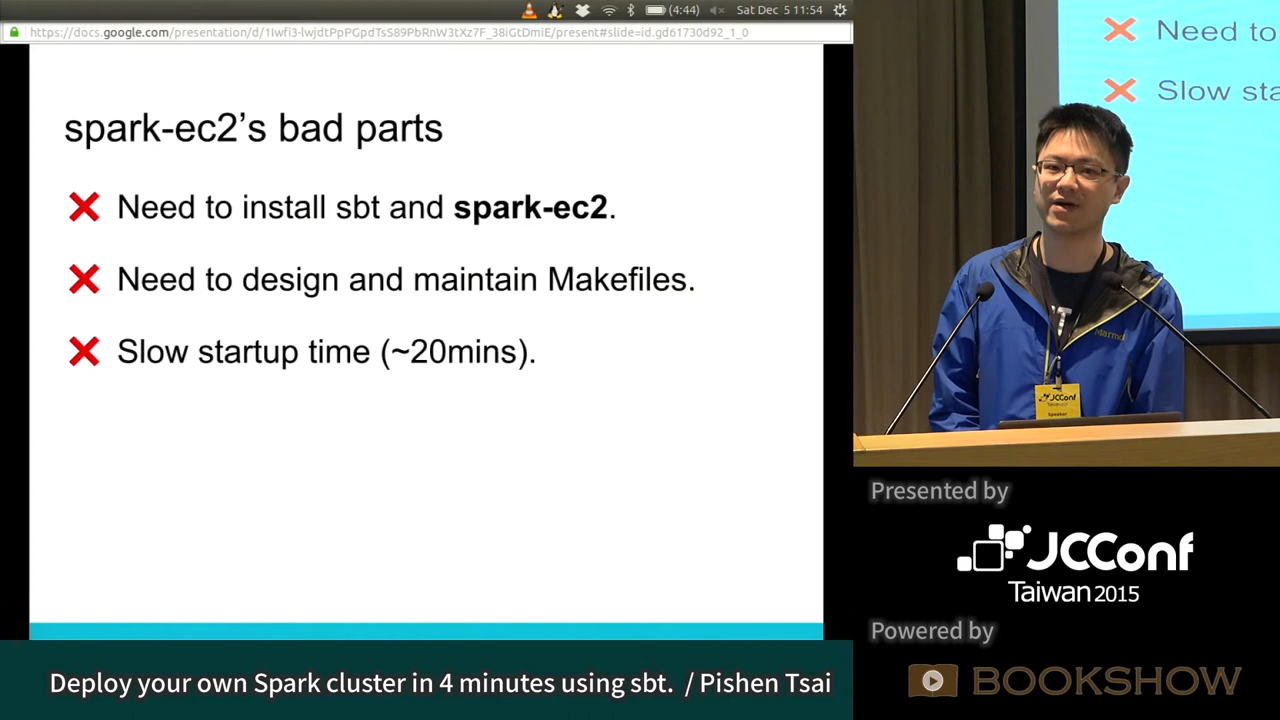 (4:44) Sat Dec 5 11:54
https://docs.google.com/presentation/d/1Iwfi3-lwjdtPpPGpdTsS89PbRnW3tXz7F_38iGtDmiE/present#slide=id.gd61730d92_1_0
spark-ec2’s bad parts
Need to install sbt and spark-ec2.
Need to design and maintain Makefiles.
Slow startup time (~20mins).
Need to
Slow sta
Marmot
JCConf
Speaker
Presented by
JCConf
Taiwan 2015
Powered by
BOOKSHOW
Deploy your own Spark cluster in 4 minutes using sbt. / Pishen Tsai